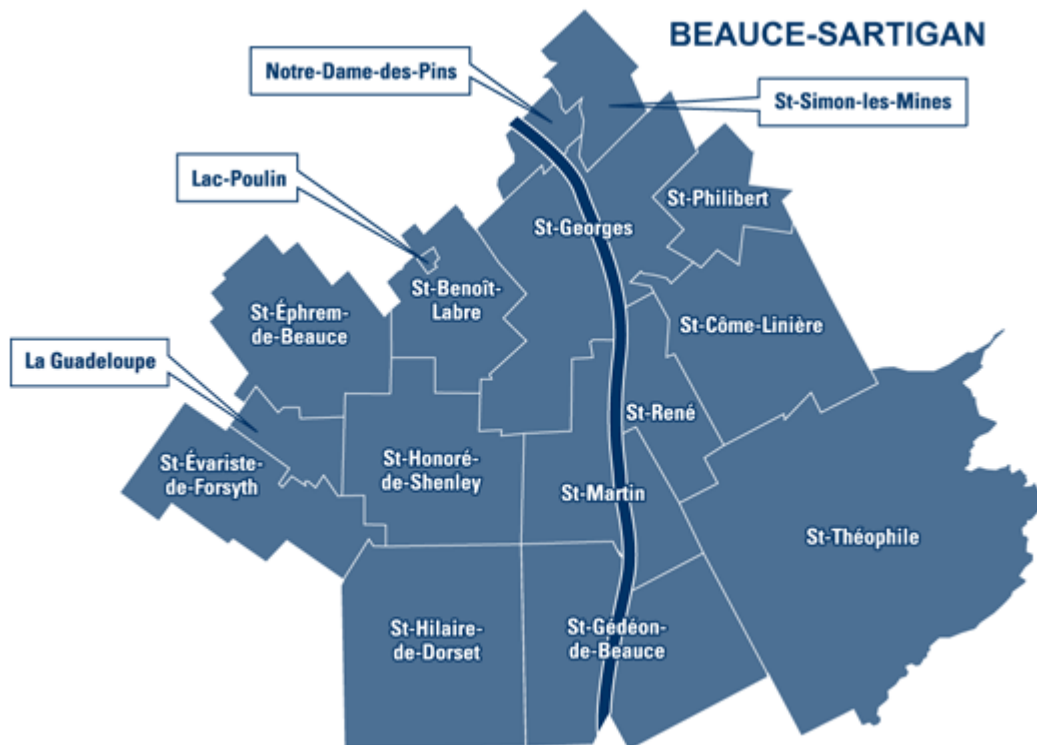 BEAUCE-SARTIGAN
Notre-Dame-des-Pins
St-Simon-les-Mines
Lac-Poulin
St-Philibert
St-Georges
St-Benoît-
Labre
St-Éphrem-
de-Beauce
St-Côme-Linière
La Guadeloupe
St-René
St-Évariste-
de-Forsyth
St-Honoré-
de-Shenley
St-Martin
St-Théophile
St-Hilaire-
de-Dorset
St-Gédéon-
de-Beauce